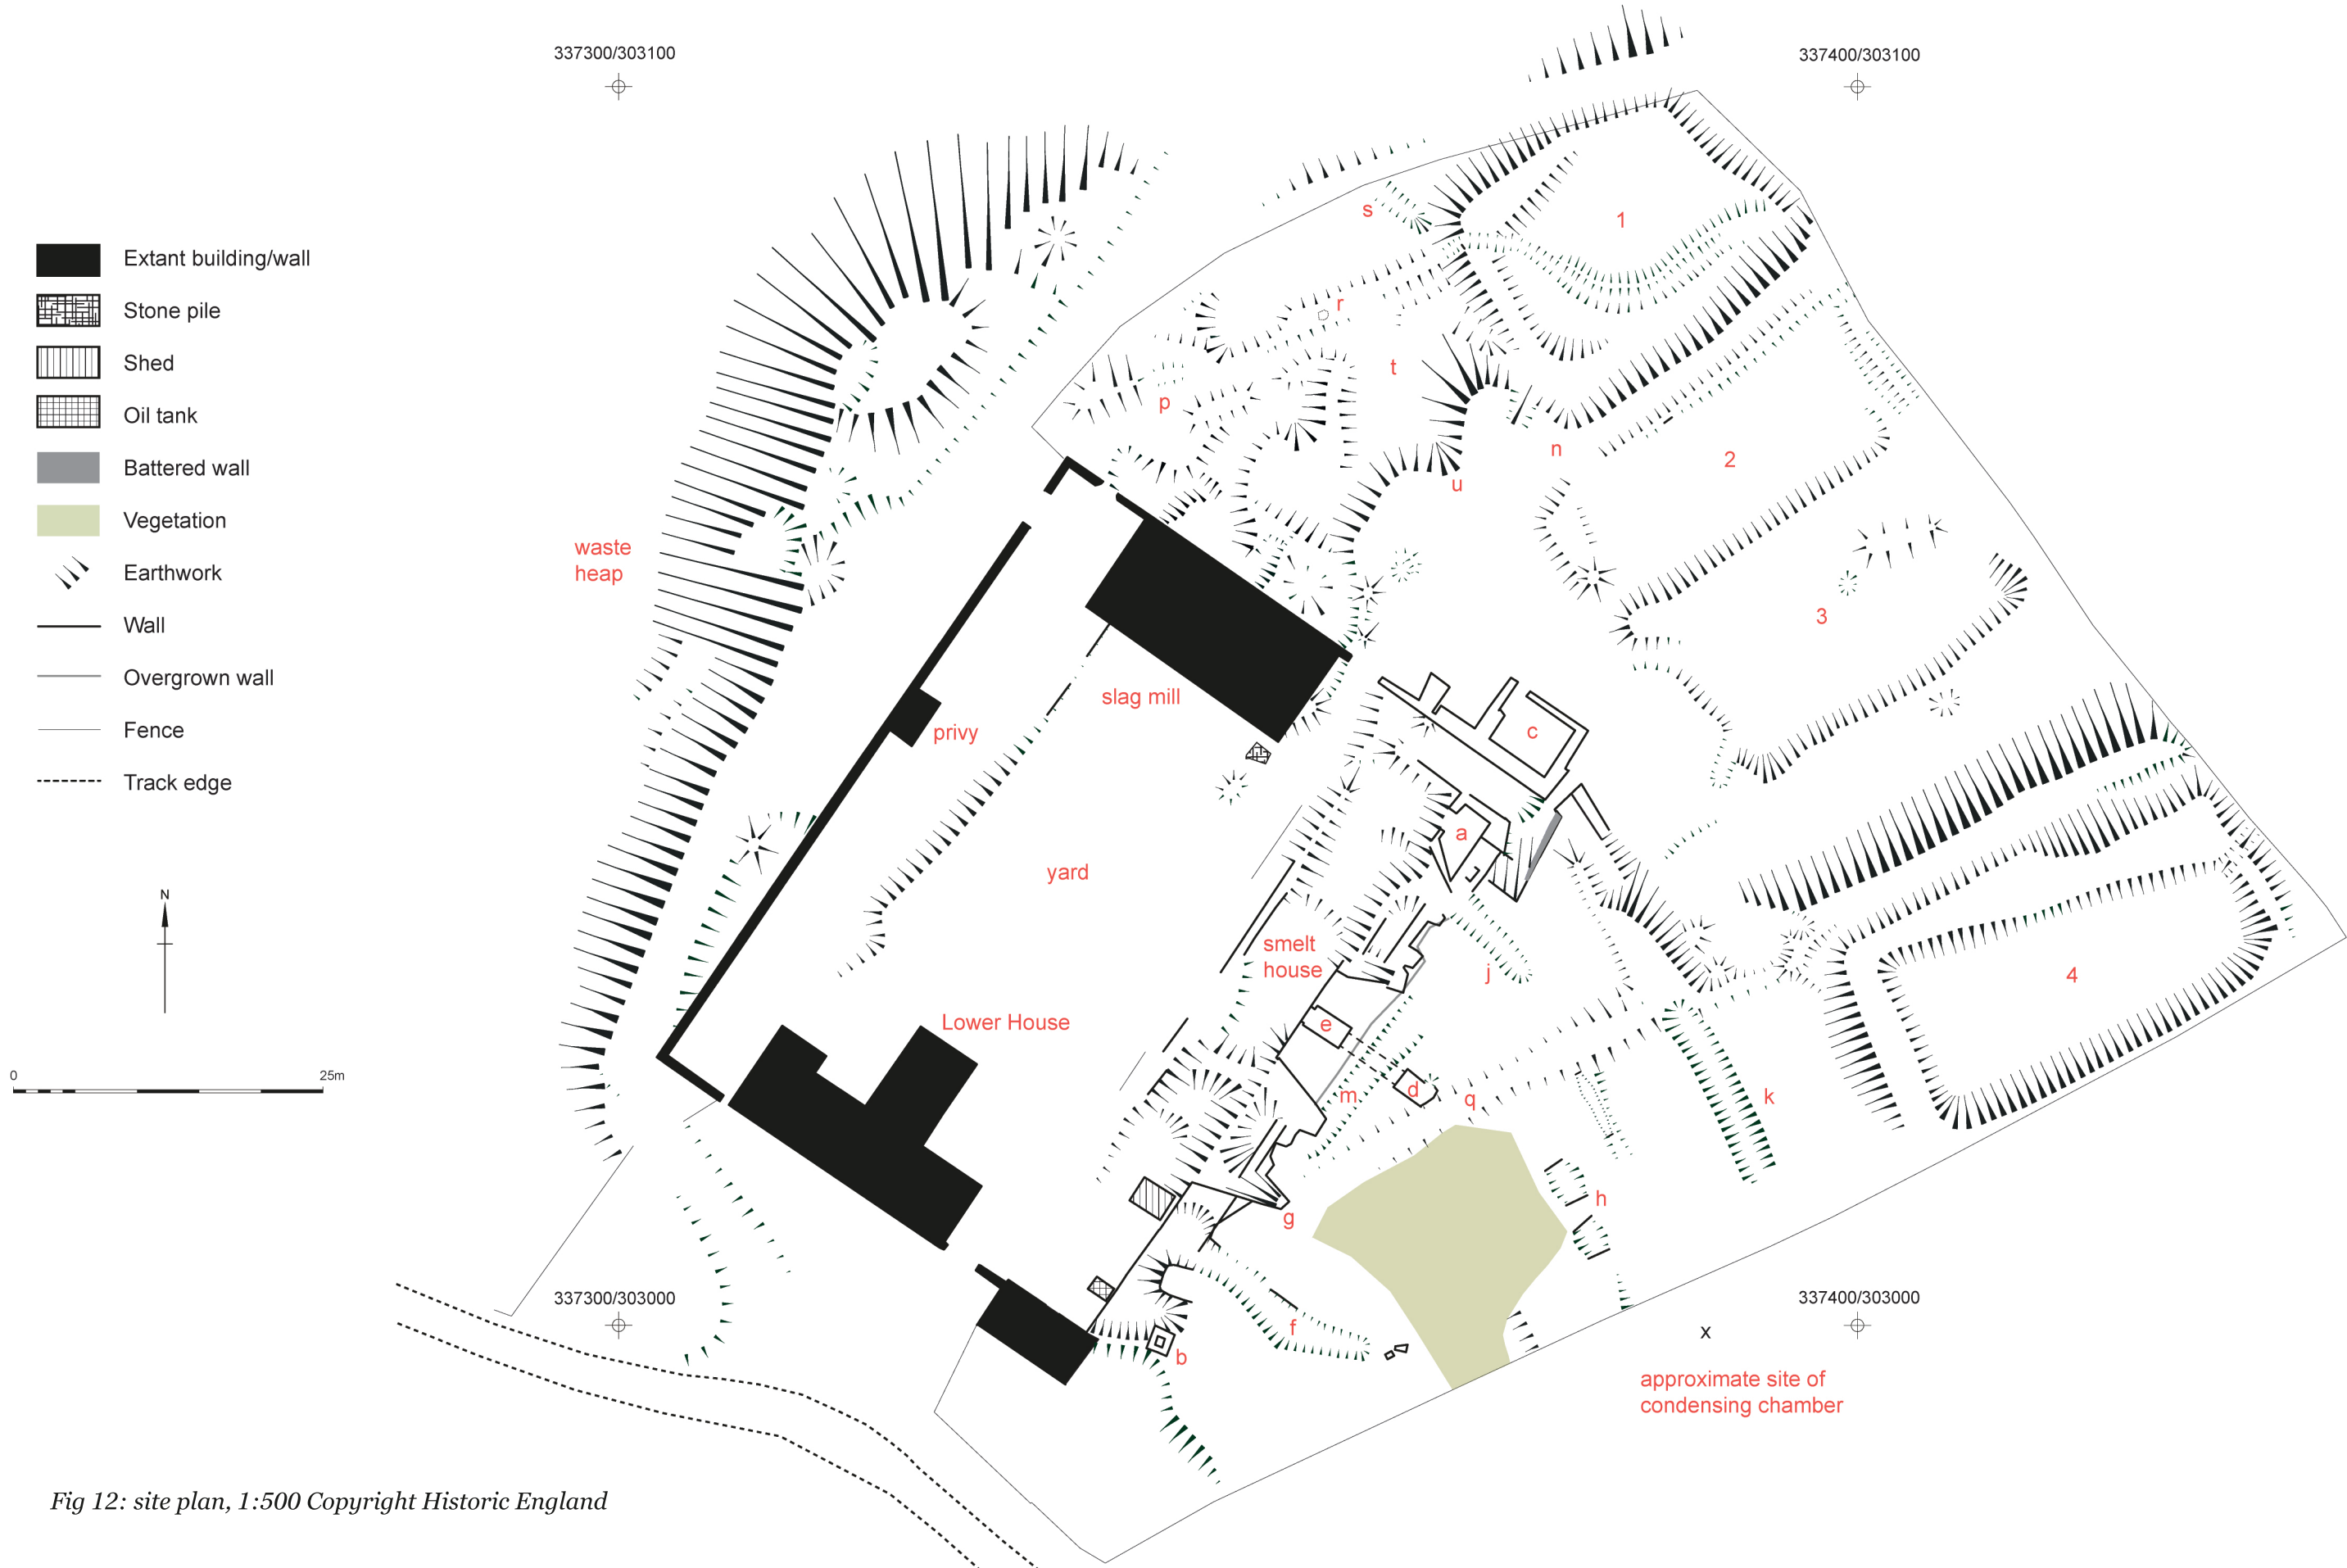 337300/303100
337400/303100
Extant building/wall
Stone pile
Shed
Oil tank
Battered wall
Vegetation
Earthwork
Wall
Overgrown wall
Fence
Track edge
N
0
25m
waste
heap
privy
slag mill
yard
Lower House
smelt
house
s
1
r
t
p
n
2
u
3
c
a
j
4
e
m
d
q
k
h
g
f
b
337300/303000
337400/303000
x
approximate site of
condensing chamber
Fig 12: site plan, 1:500 Copyright Historic England